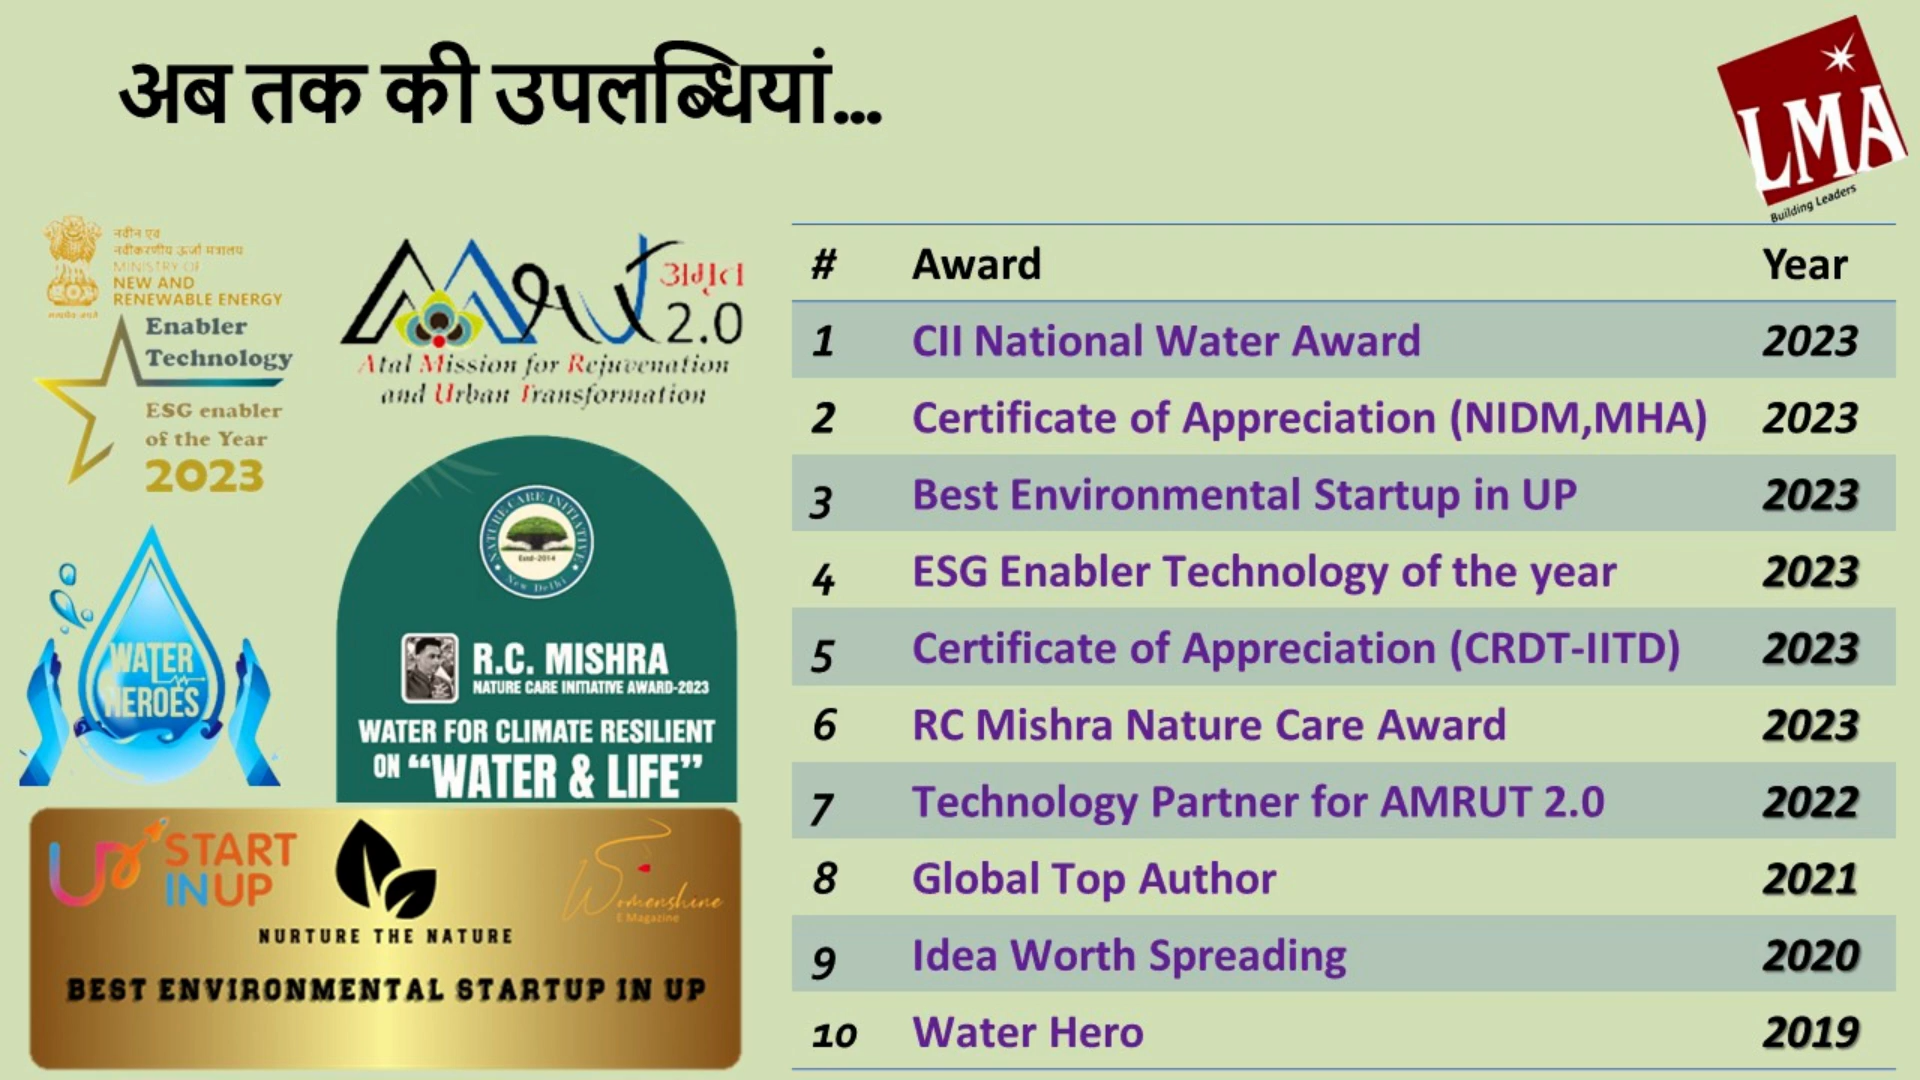 अब तक की उपलब्धियां...
LMA
Building Leaders
नवीन एवं
नवीकरणीय ऊर्जा मंत्रालय
MINISTRY OF
NEW AND
RENEWABLE ENERGY
सत्यमेव जयते
Enabler
Technology
ESG enabler
of the Year
2023
अमृत
2.0
Atal Mission for Rejuvenation
and Urban Transformation
WATER
HEROES
NATURE CARE INITIATIVE
Estd-2014
New Delhi
R.C. MISHRA
NATURE CARE INITIATIVE AWARD-2023
WATER FOR CLIMATE RESILIENT
ON “WATER & LIFE”
UP START
INUP
NURTURE THE NATURE
Womenshine
E Magazine
BEST ENVIRONMENTAL STARTUP IN UP
# Award Year
1 CII National Water Award 2023
2 Certificate of Appreciation (NIDM,MHA) 2023
3 Best Environmental Startup in UP 2023
4 ESG Enabler Technology of the year 2023
5 Certificate of Appreciation (CRDT-IITD) 2023
6 RC Mishra Nature Care Award 2023
7 Technology Partner for AMRUT 2.0 2022
8 Global Top Author 2021
9 Idea Worth Spreading 2020
10 Water Hero 2019